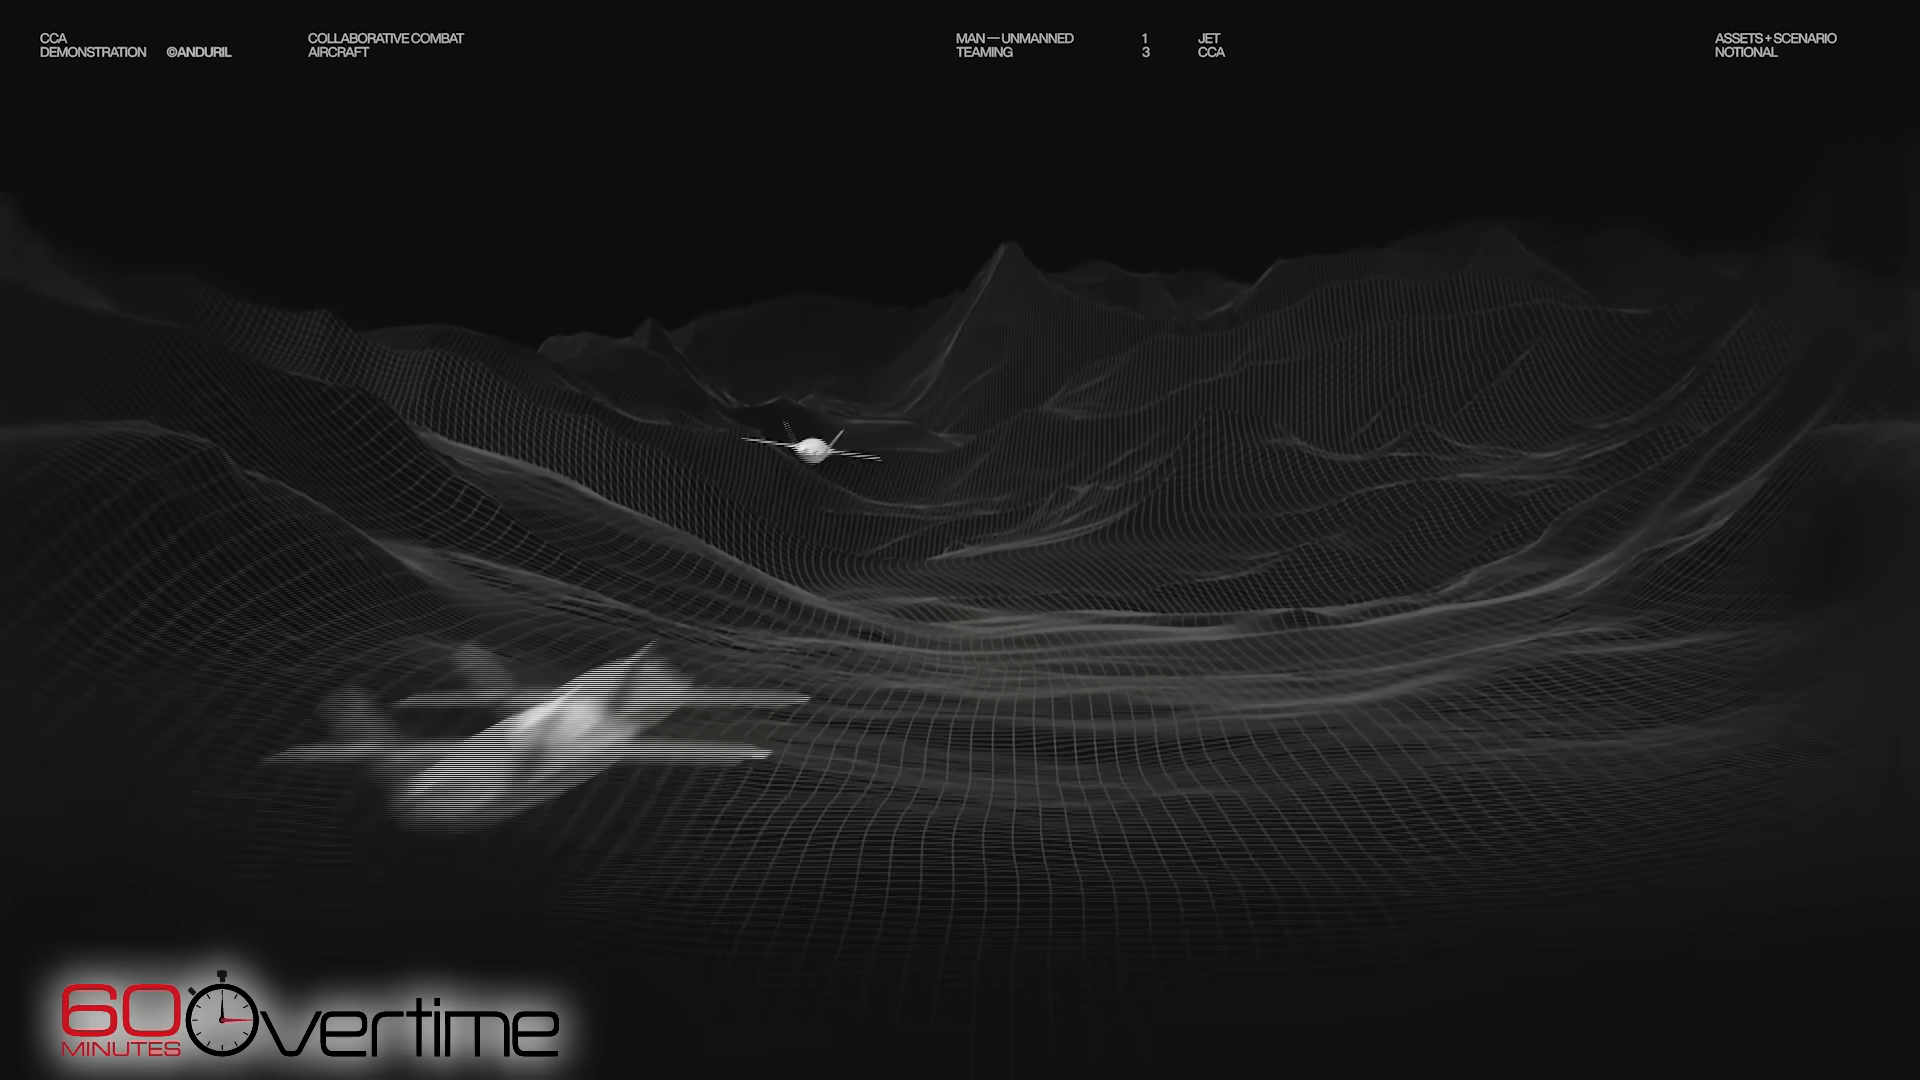 CCA
DEMONSTRATION ©ANDURIL
COLLABORATIVE COMBAT
AIRCRAFT
MAN — UNMANNED
TEAMING
1 JET
3 CCA
ASSETS + SCENARIO
NOTIONAL
60 Overtime
MINUTES